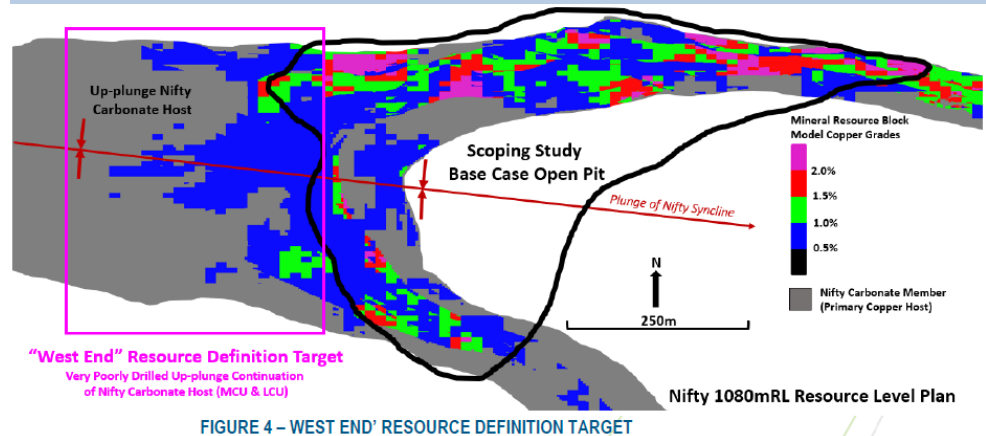 Up-plunge Nifty
Carbonate Host
Scoping Study
Base Case Open Pit
Plunge of Nifty Syncline
Mineral Resource Block
Model Copper Grades
2.0%
1.5%
1.0%
0.5%
Nifty Carbonate Member
(Primary Copper Host)
N
250m
“West End” Resource Definition Target
Very Poorly Drilled Up-plunge Continuation
of Nifty Carbonate Host (MCU & LCU)
Nifty 1080mRL Resource Level Plan
FIGURE 4 – WEST END’ RESOURCE DEFINITION TARGET